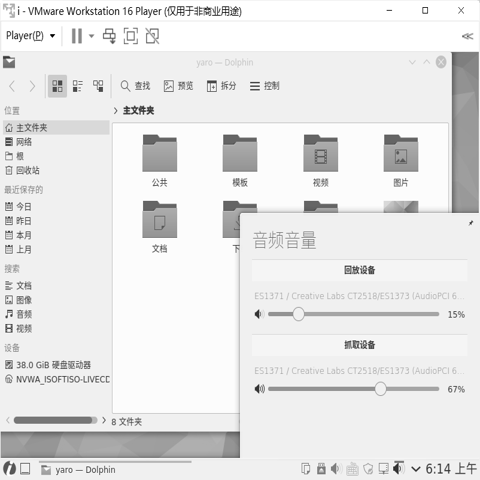 i - VMware Workstation 16 Player (仅用于非商业用途)
Player(P)
yaro — Dolphin
查找
预览
拆分
控制
位置
主文件夹
网络
根
回收站
最近保存的
今日
昨日
本月
上月
搜索
文档
图像
音频
视频
设备
38.0 GiB 硬盘驱动器
NVWA_ISOFTISO-LIVECD
主文件夹
公共
模板
视频
图片
文档
下
8 文件夹
音频音量
回放设备
ES1371 / Creative Labs CT2518/ES1373 (AudioPCI 6...
15%
抓取设备
ES1371 / Creative Labs CT2518/ES1373 (AudioPCI 6...
67%
yaro — Dolphin
6:14 上午